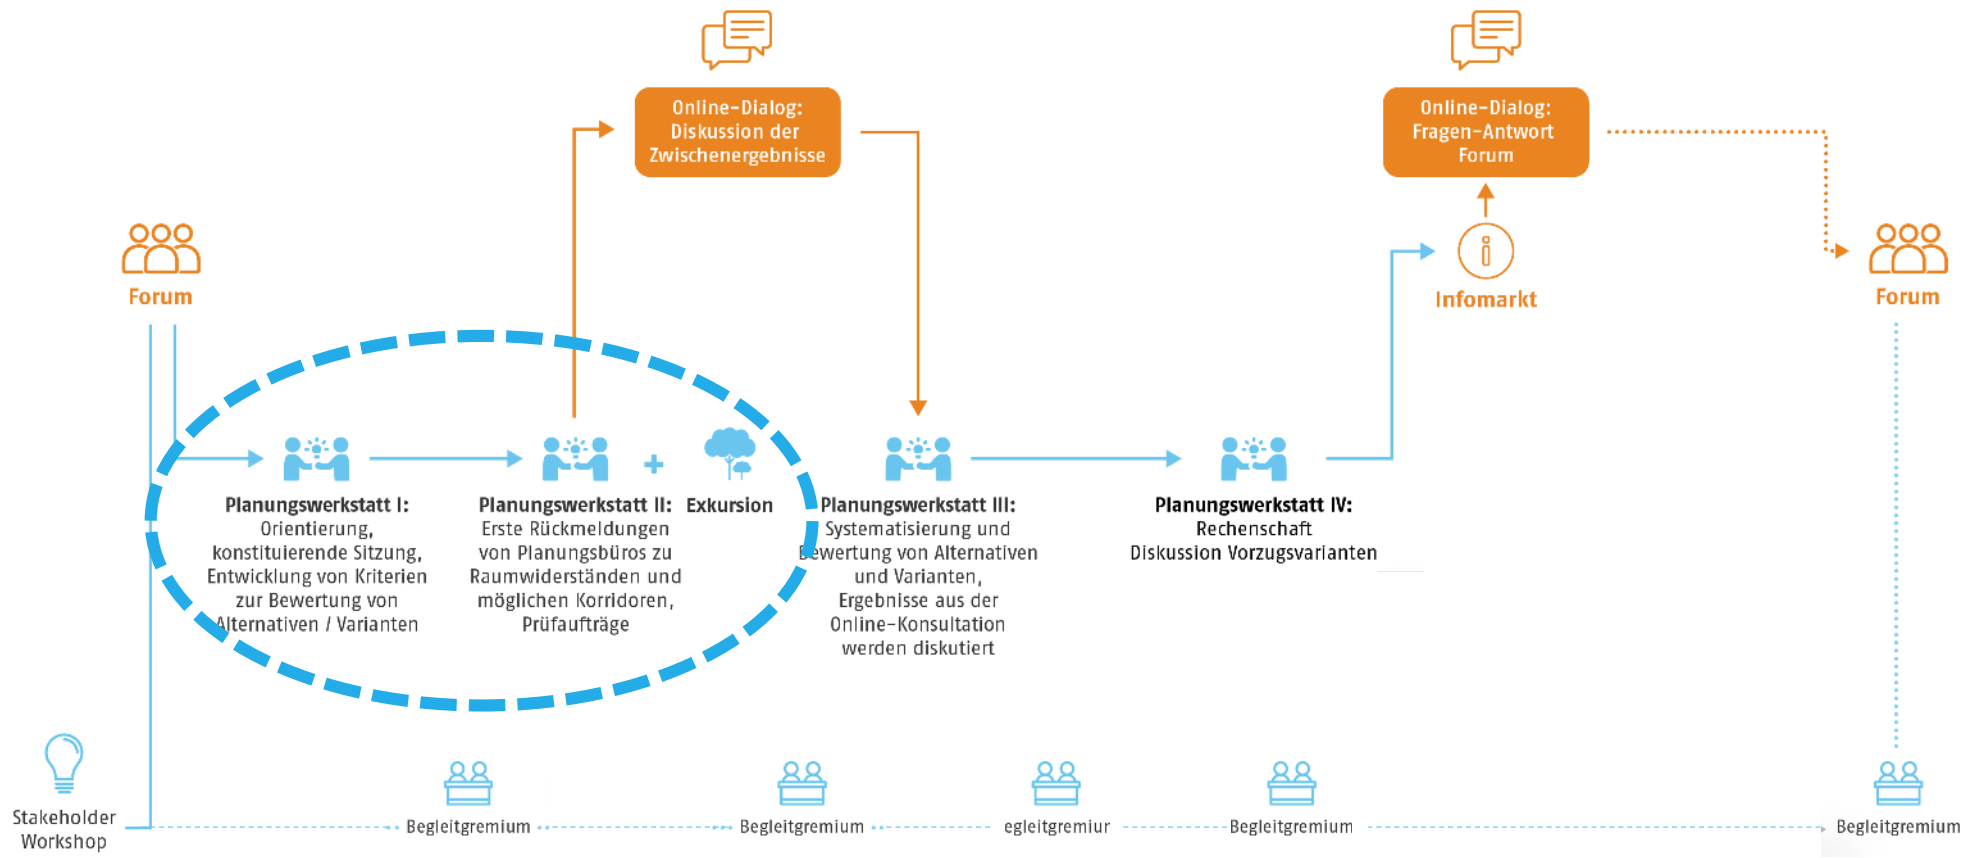 Online-Dialog:
Diskussion der
Zwischenergebnisse
Online-Dialog:
Fragen-Antwort
Forum
Forum
Infomarkt
Forum
Planungswerkstatt I:
Orientierung,
konstituierende Sitzung,
Entwicklung von Kriterien
zur Bewertung von
Alternativen / Varianten
Planungswerkstatt II:
Erste Rückmeldungen
von Planungsbüros zu
Raumwiderständen und
möglichen Korridoren,
Prüfaufträge
Exkursion
Planungswerkstatt III:
Systematisierung und
Bewertung von Alternativen
und Varianten,
Ergebnisse aus der
Online-Konsultation
werden diskutiert
Planungswerkstatt IV:
Rechenschaft
Diskussion Vorzugsvarianten
Stakeholder
Workshop
Begleitgremium
Begleitgremium
egleitgremiur
Begleitgremium
Begleitgremium